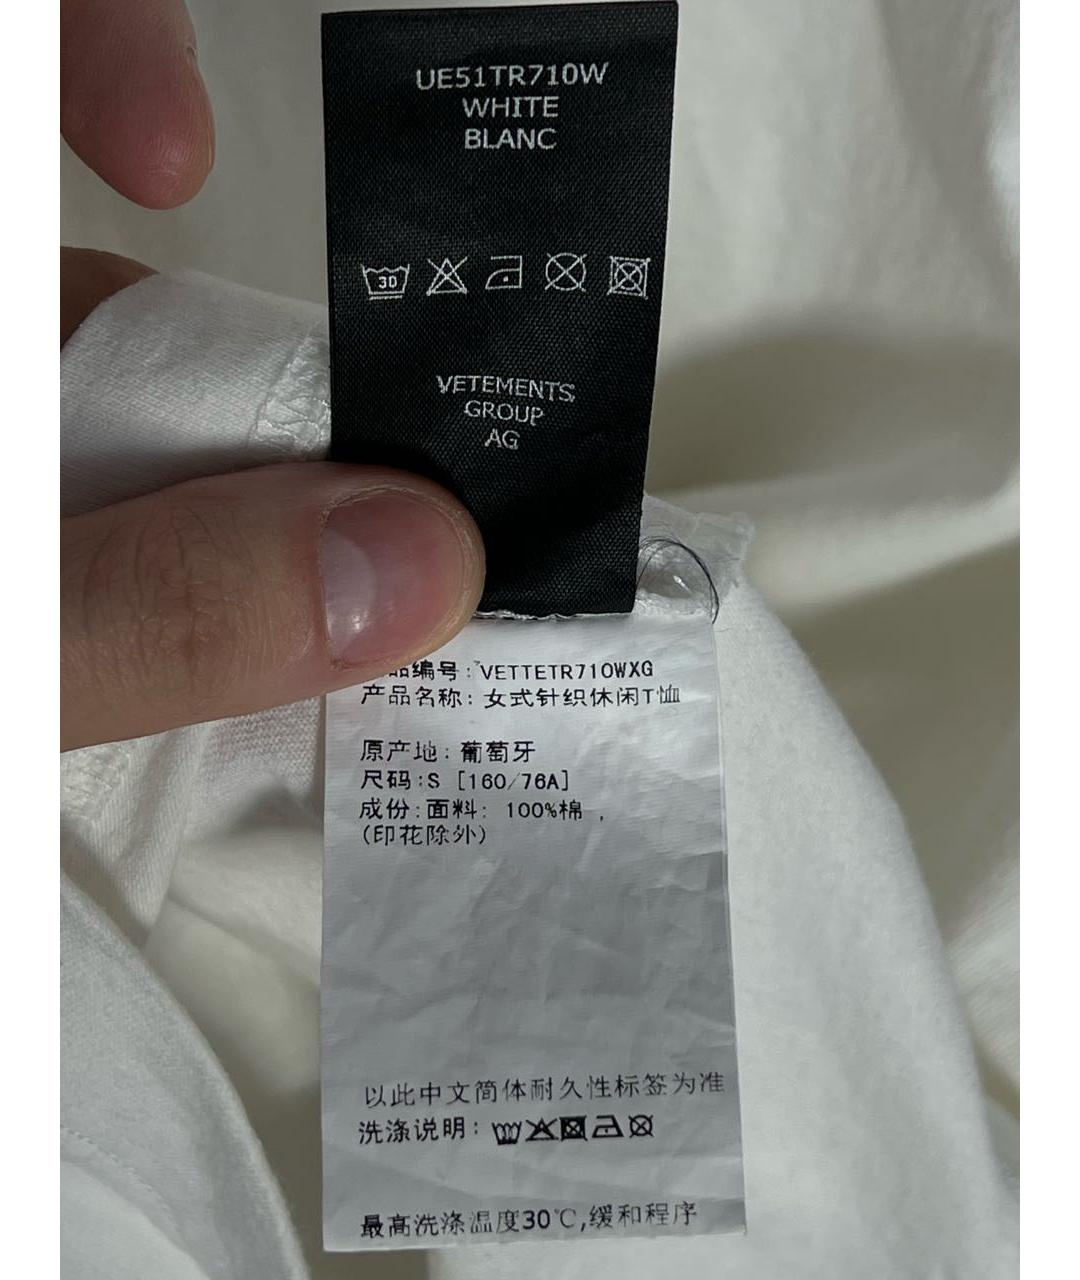 UE51TR710W
WHITE
BLANC
30
VETEMENTS
GROUP
AG
品编号:VETTETR710WXG
产品名称:女式针织休闲T恤
原产地:葡萄牙
尺码:S [160/76A]
成份:面料: 100%棉 ,
(印花除外)
以此中文简体耐久性标签为准
洗涤说明:
最高洗涤温度30℃,缓和程序